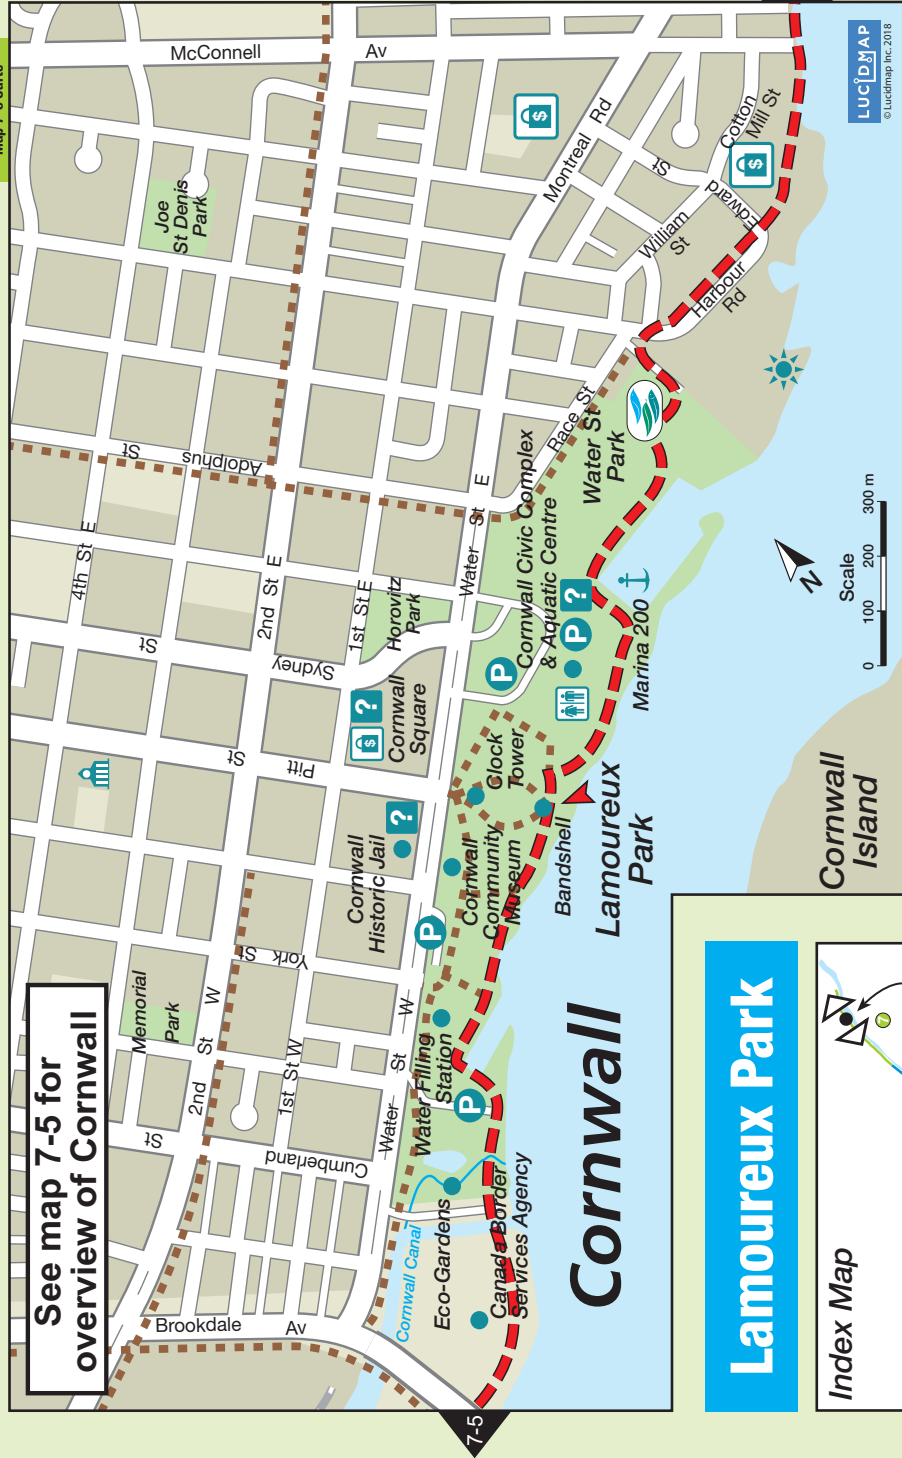 See map 7-5 for
overview of Cornwall
McConnell
Av
Joe
St Denis
Park
Montreal Rd
Cotton
Mill St
Edward
St
William
St
Harbour
Rd
Race St
Adolphus
St
4th St E
2nd St E
1st St E
Water St E
Horovitz
Park
Sydney
St
Pitt
St
Cornwall
Square
Cornwall
Historic Jail
York
St
Memorial
Park
2nd St W
1st St W
Water St W
Cumberland
St
Brookdale
Av
Water St
Park
Cornwall Civic Complex
& Aquatic Centre
Marina 200
Clock
Tower
Bandshell
Lamoureux
Park
Cornwall
Community
Museum
Water Filling
Station
Eco-Gardens
Cornwall Canal
Canada Border
Services Agency
Cornwall
Cornwall
Island
P
P
P
P
?
?
?
$
$
$
N
Scale
0 100 200 300 m
LUCIDMAP
© Lucidmap Inc. 2018
7-5
Lamoureux Park
Index Map
7